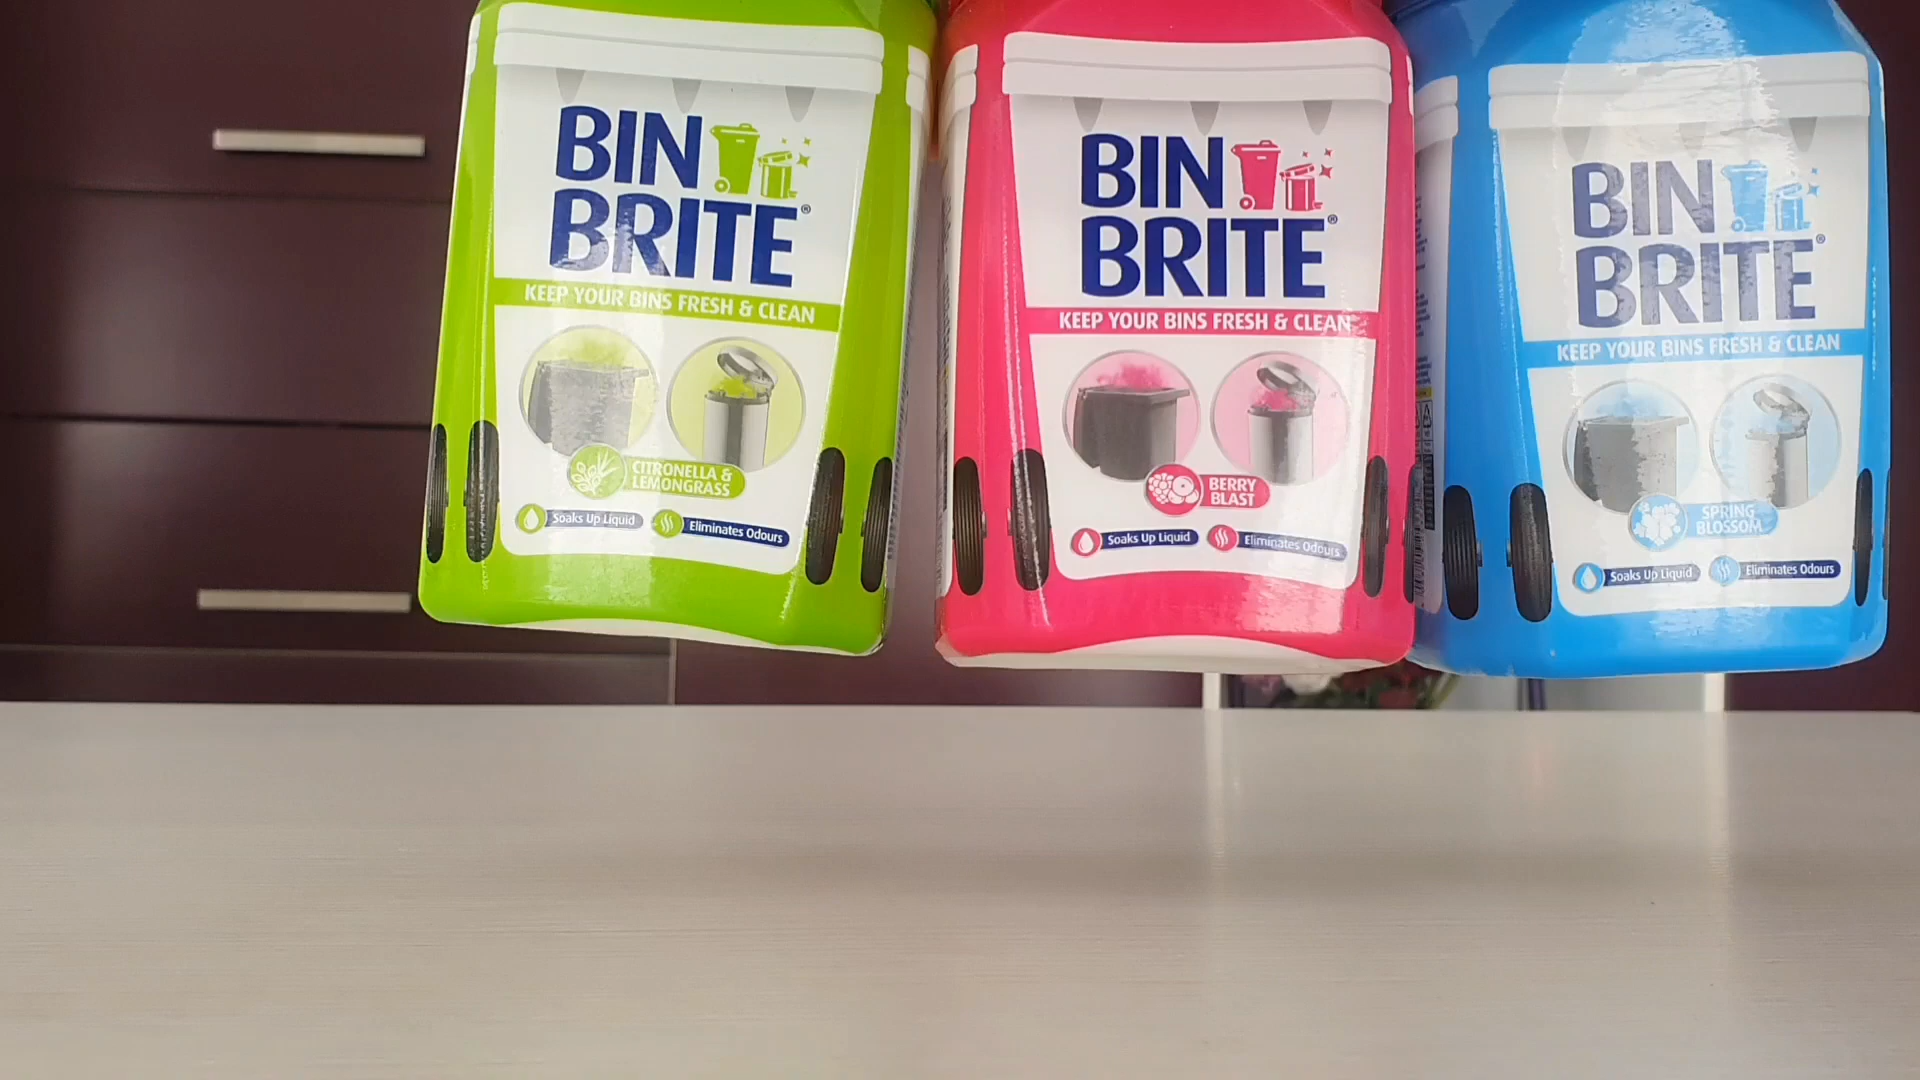 BIN
BRITE®
KEEP YOUR BINS FRESH & CLEAN
CITRONELLA &
LEMONGRASS
Soaks Up Liquid
Eliminates Odours
BIN
BRITE®
KEEP YOUR BINS FRESH & CLEAN
BERRY
BLAST
Soaks Up Liquid
Eliminates Odours
BIN
BRITE®
KEEP YOUR BINS FRESH & CLEAN
SPRING
BLOSSOM
Soaks Up Liquid
Eliminates Odours